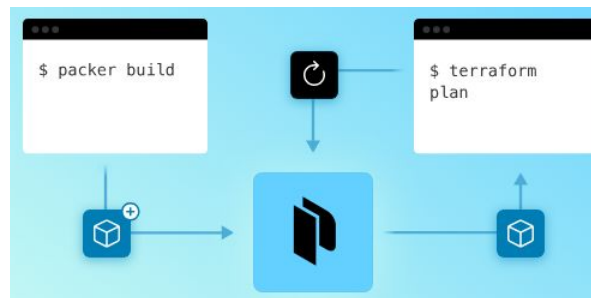 $ packer build
$ terraform
plan